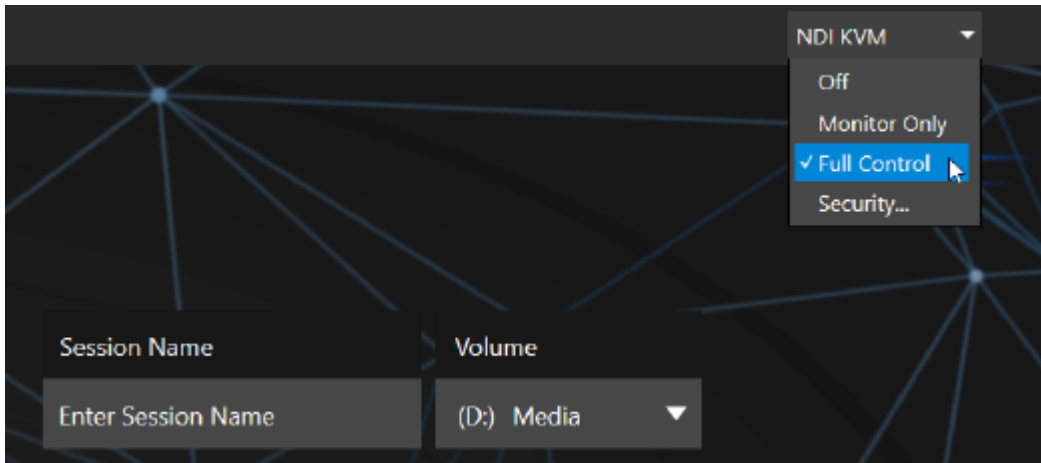 NDI KVM
Off
Monitor Only
✓ Full Control
Security...
Session Name
Volume
Enter Session Name
(D:) Media